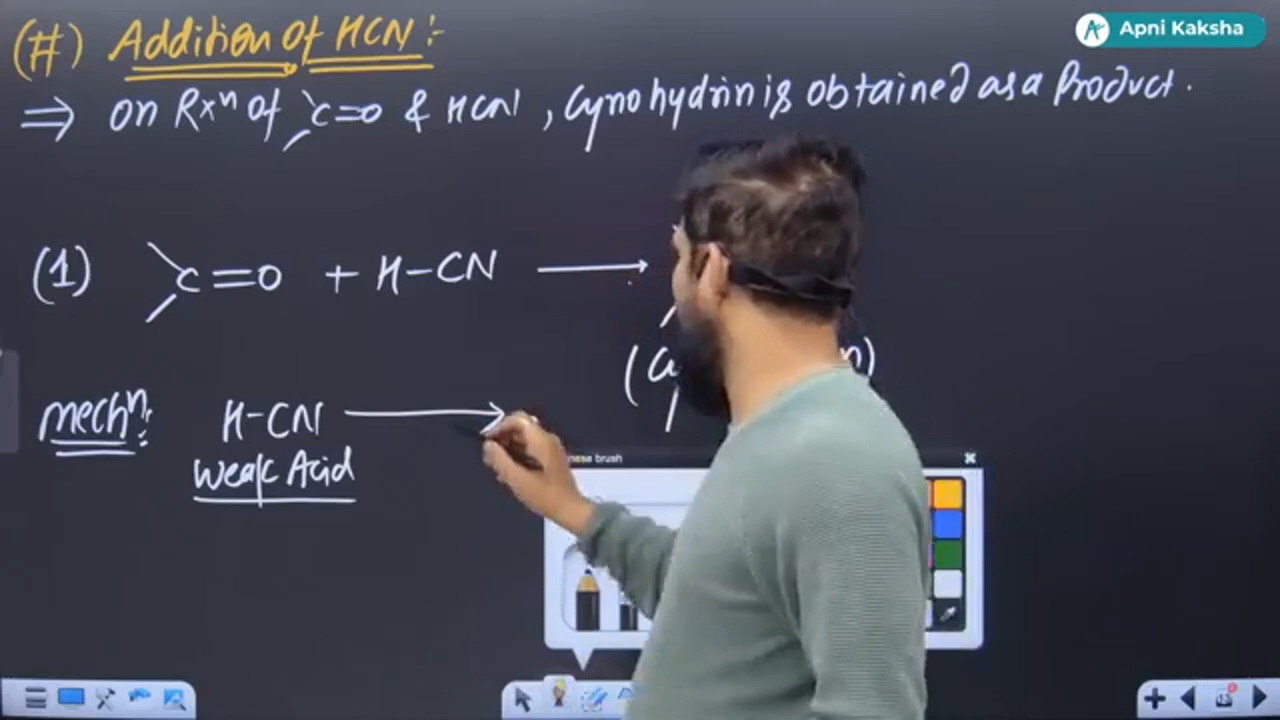 Apni Kaksha
(#) Addition of HCN:-
⇒ on Rxⁿ of >C=O & HCN, Cynohydrin is obtained as a Product.
(1) >C=O + H-CN ⟶
mechⁿ: H-CN ⟶
Weak Acid
brush